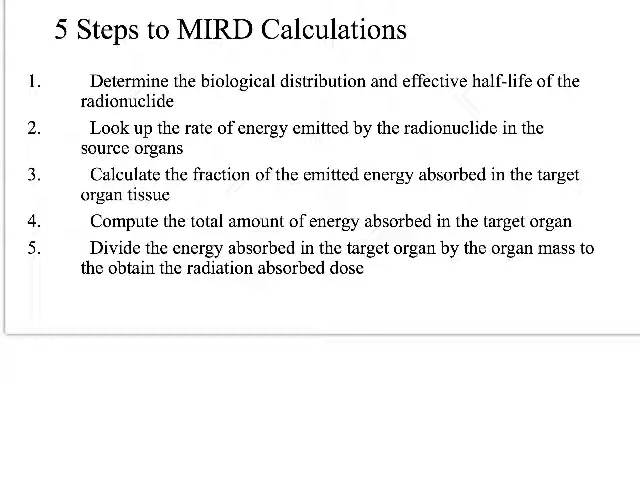 5 Steps to MIRD Calculations
1. Determine the biological distribution and effective half-life of the
radionuclide
2. Look up the rate of energy emitted by the radionuclide in the
source organs
3. Calculate the fraction of the emitted energy absorbed in the target
organ tissue
4. Compute the total amount of energy absorbed in the target organ
5. Divide the energy absorbed in the target organ by the organ mass to
the obtain the radiation absorbed dose